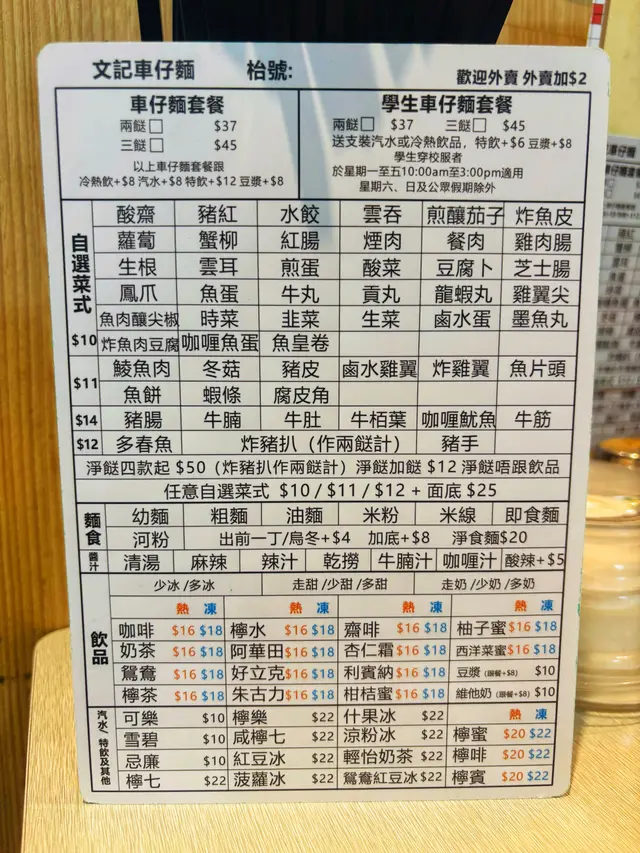 文記車仔麵 枱號:
歡迎外賣 外賣加$2
車仔麵套餐
兩餸□ $37
三餸□ $45
以上車仔麵套餐跟
冷熱飲+$8 汽水+$8 特飲+$12 豆漿+$8
學生車仔麵套餐
兩餸□ $37 三餸□ $45
送支裝汽水或冷熱飲品，特飲+$6 豆漿+$8
學生穿校服者
於星期一至五10:00am至3:00pm適用
星期六、日及公眾假期除外
自選菜式
$10
酸齋 豬紅 水餃 雲吞 煎釀茄子 炸魚皮
蘿蔔 蟹柳 紅腸 煙肉 餐肉 雞肉腸
生根 雲耳 煎蛋 酸菜 豆腐卜 芝士腸
鳳爪 魚蛋 牛丸 貢丸 龍蝦丸 雞翼尖
魚肉釀尖椒 時菜 韭菜 生菜 鹵水蛋 墨魚丸
炸魚肉豆腐 咖喱魚蛋 魚皇卷
$11
鯪魚肉 冬菇 豬皮 鹵水雞翼 炸雞翼 魚片頭
魚餅 蝦條 腐皮角
$14 豬腸 牛腩 牛肚 牛栢葉 咖喱魷魚 牛筋
$12 多春魚 炸豬扒（作兩餸計） 豬手
淨餸四款起 $50（炸豬扒作兩餸計）淨餸加餸 $12 淨餸唔跟飲品
任意自選菜式 $10 / $11 / $12 + 面底 $25
麵食
幼麵 粗麵 油麵 米粉 米線 即食麵
河粉 出前一丁/烏冬+$4 加底+$8 淨食麵$20
醬汁 清湯 麻辣 辣汁 乾撈 牛腩汁 咖喱汁 酸辣+$5
飲品
少冰/多冰 走甜/少甜/多甜 走奶/少奶/多奶
熱 凍 熱 凍 熱 凍 熱 凍
咖啡 $16 $18 檸水 $16 $18 齋啡 $16 $18 柚子蜜 $16 $18
奶茶 $16 $18 阿華田 $16 $18 杏仁霜 $16 $18 西洋菜蜜 $16 $18
鴛鴦 $16 $18 好立克 $16 $18 利賓納 $16 $18 豆漿（跟餐+$8） $10
檸茶 $16 $18 朱古力 $16 $18 柑桔蜜 $16 $18 維他奶（跟餐+$8） $10
汽水/特飲及其他
可樂 $10 檸樂 $22 什果冰 $22 熱 凍
雪碧 $10 咸檸七 $22 涼粉冰 $22 檸蜜 $20 $22
忌廉 $10 紅豆冰 $22 輕怡奶茶 $22 檸啡 $20 $22
檸七 $22 菠蘿冰 $22 鴛鴦紅豆冰 $22 檸賓 $20 $22